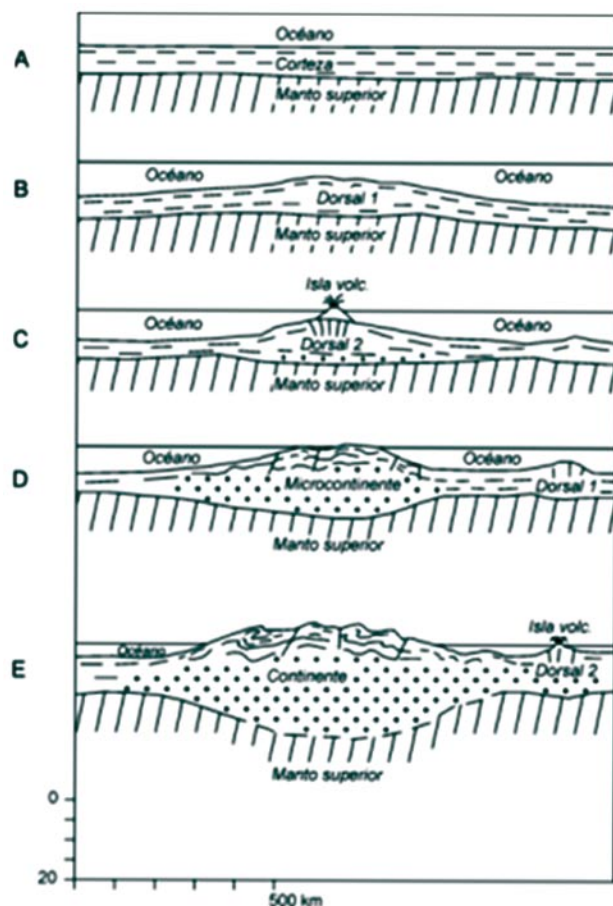 A
Océano
Corteza
Manto superior
B
Océano
Océano
Dorsal 1
Manto superior
Isla volc.
C
Océano
Océano
Dorsal 2
Manto superior
D
Océano
Océano
Microcontinente
Dorsal 1
Manto superior
Isla volc.
E
Océano
Dorsal 2
Continente
Manto superior
0
20
500 km